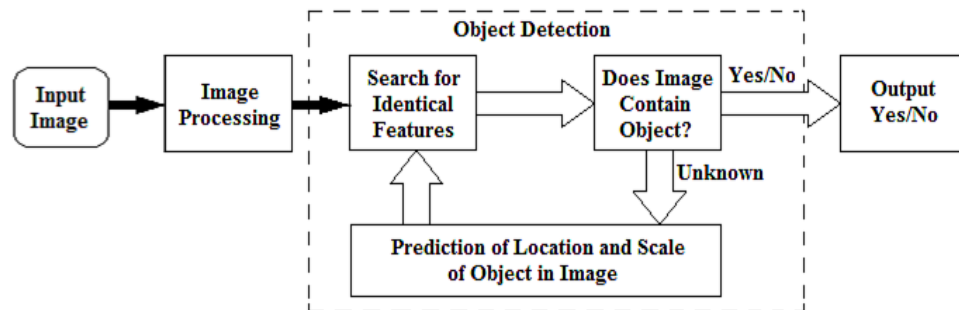 Object Detection
Input
Image
Image
Processing
Search for
Identical
Features
Does Image
Contain
Object?
Yes/No
Output
Yes/No
Unknown
Prediction of Location and Scale
of Object in Image